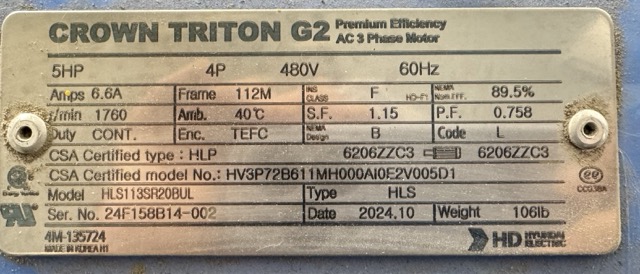 CROWN TRITON G2 Premium Efficiency
AC 3 Phase Motor
5HP 4P 480V 60Hz
Amps 6.6A Frame 112M INS CLASS F NEMA Nom.EFF. 89.5%
r/min 1760 Amb. 40°C S.F. 1.15 P.F. 0.758
Duty CONT. Enc. TEFC NEMA Design B Code L
CSA Certified type : HLP 6206ZZC3 6206ZZC3
CSA Certified model No.: HV3P72B611MH000AI0E2V005D1
Model HLS113SR20BUL Type HLS
Ser. No. 24F158B14-002 Date 2024.10 Weight 106lb
4M-135724
MADE IN KOREA H1
HD HYUNDAI
ELECTRIC